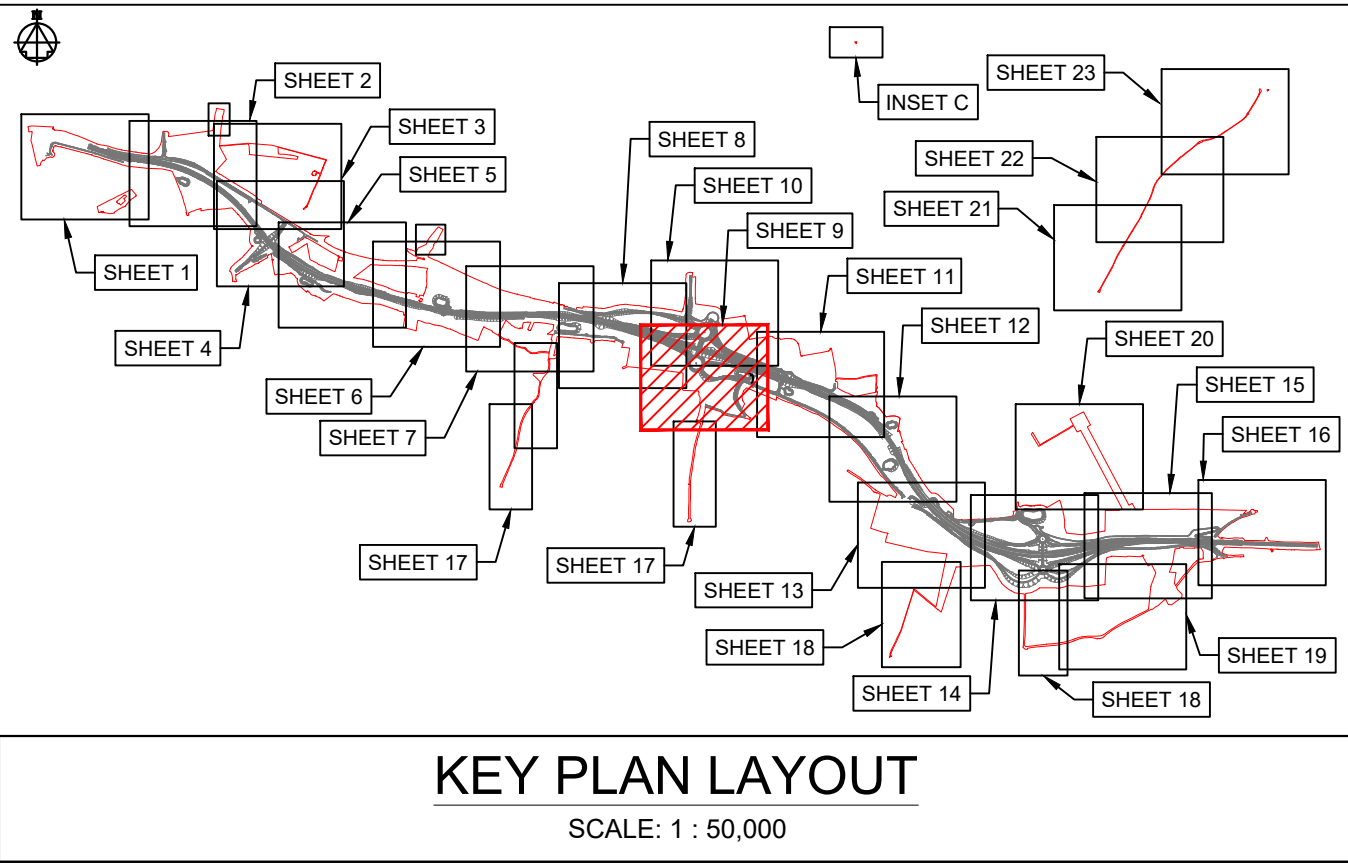 SHEET 2
SHEET 23
INSET C
SHEET 3
SHEET 8
SHEET 22
SHEET 5
SHEET 10
SHEET 21
SHEET 9
SHEET 1
SHEET 11
SHEET 12
SHEET 4
SHEET 20
SHEET 15
SHEET 6
SHEET 7
SHEET 16
SHEET 17
SHEET 17
SHEET 13
SHEET 18
SHEET 19
SHEET 14
SHEET 18
KEY PLAN LAYOUT
SCALE: 1 : 50,000